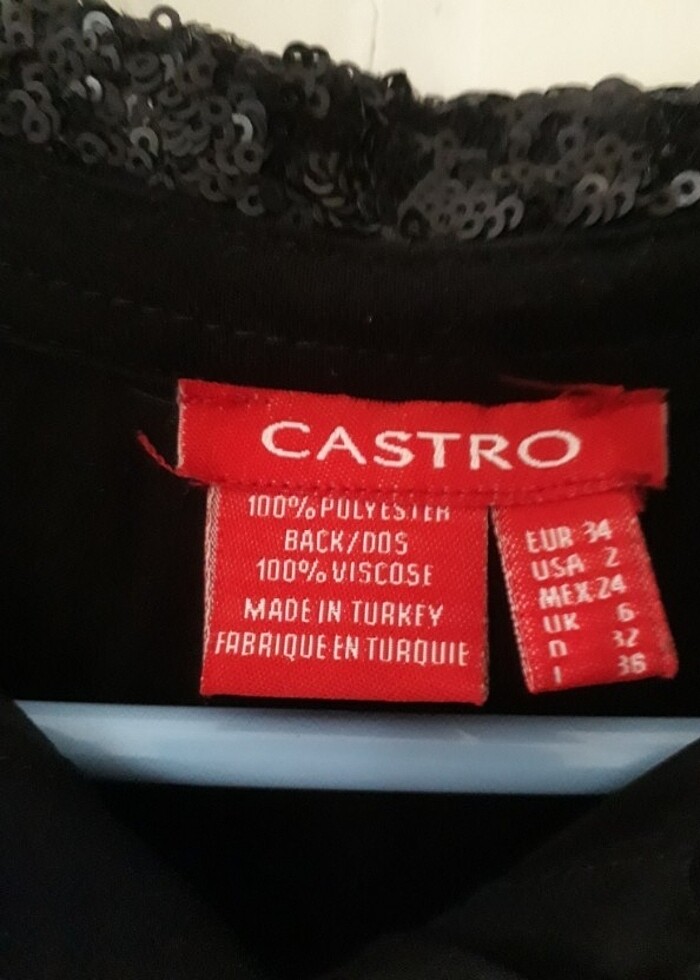 CASTRO
100% POLYESTER
BACK/DOS
100% VISCOSE
MADE IN TURKEY
FABRIQUE EN TURQUIE
EUR 34
USA 2
MEX 24
UK 6
D 32
I 38